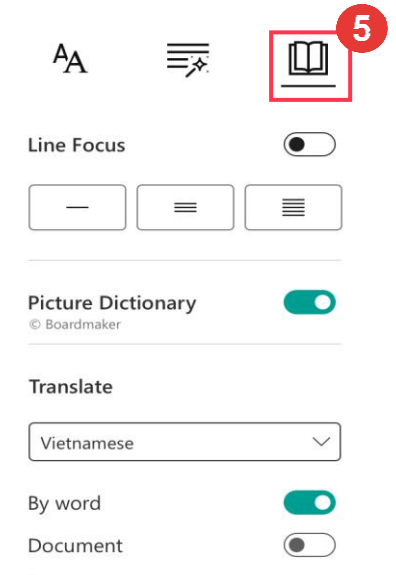 5
AA
Line Focus
Picture Dictionary
© Boardmaker
Translate
Vietnamese
By word
Document